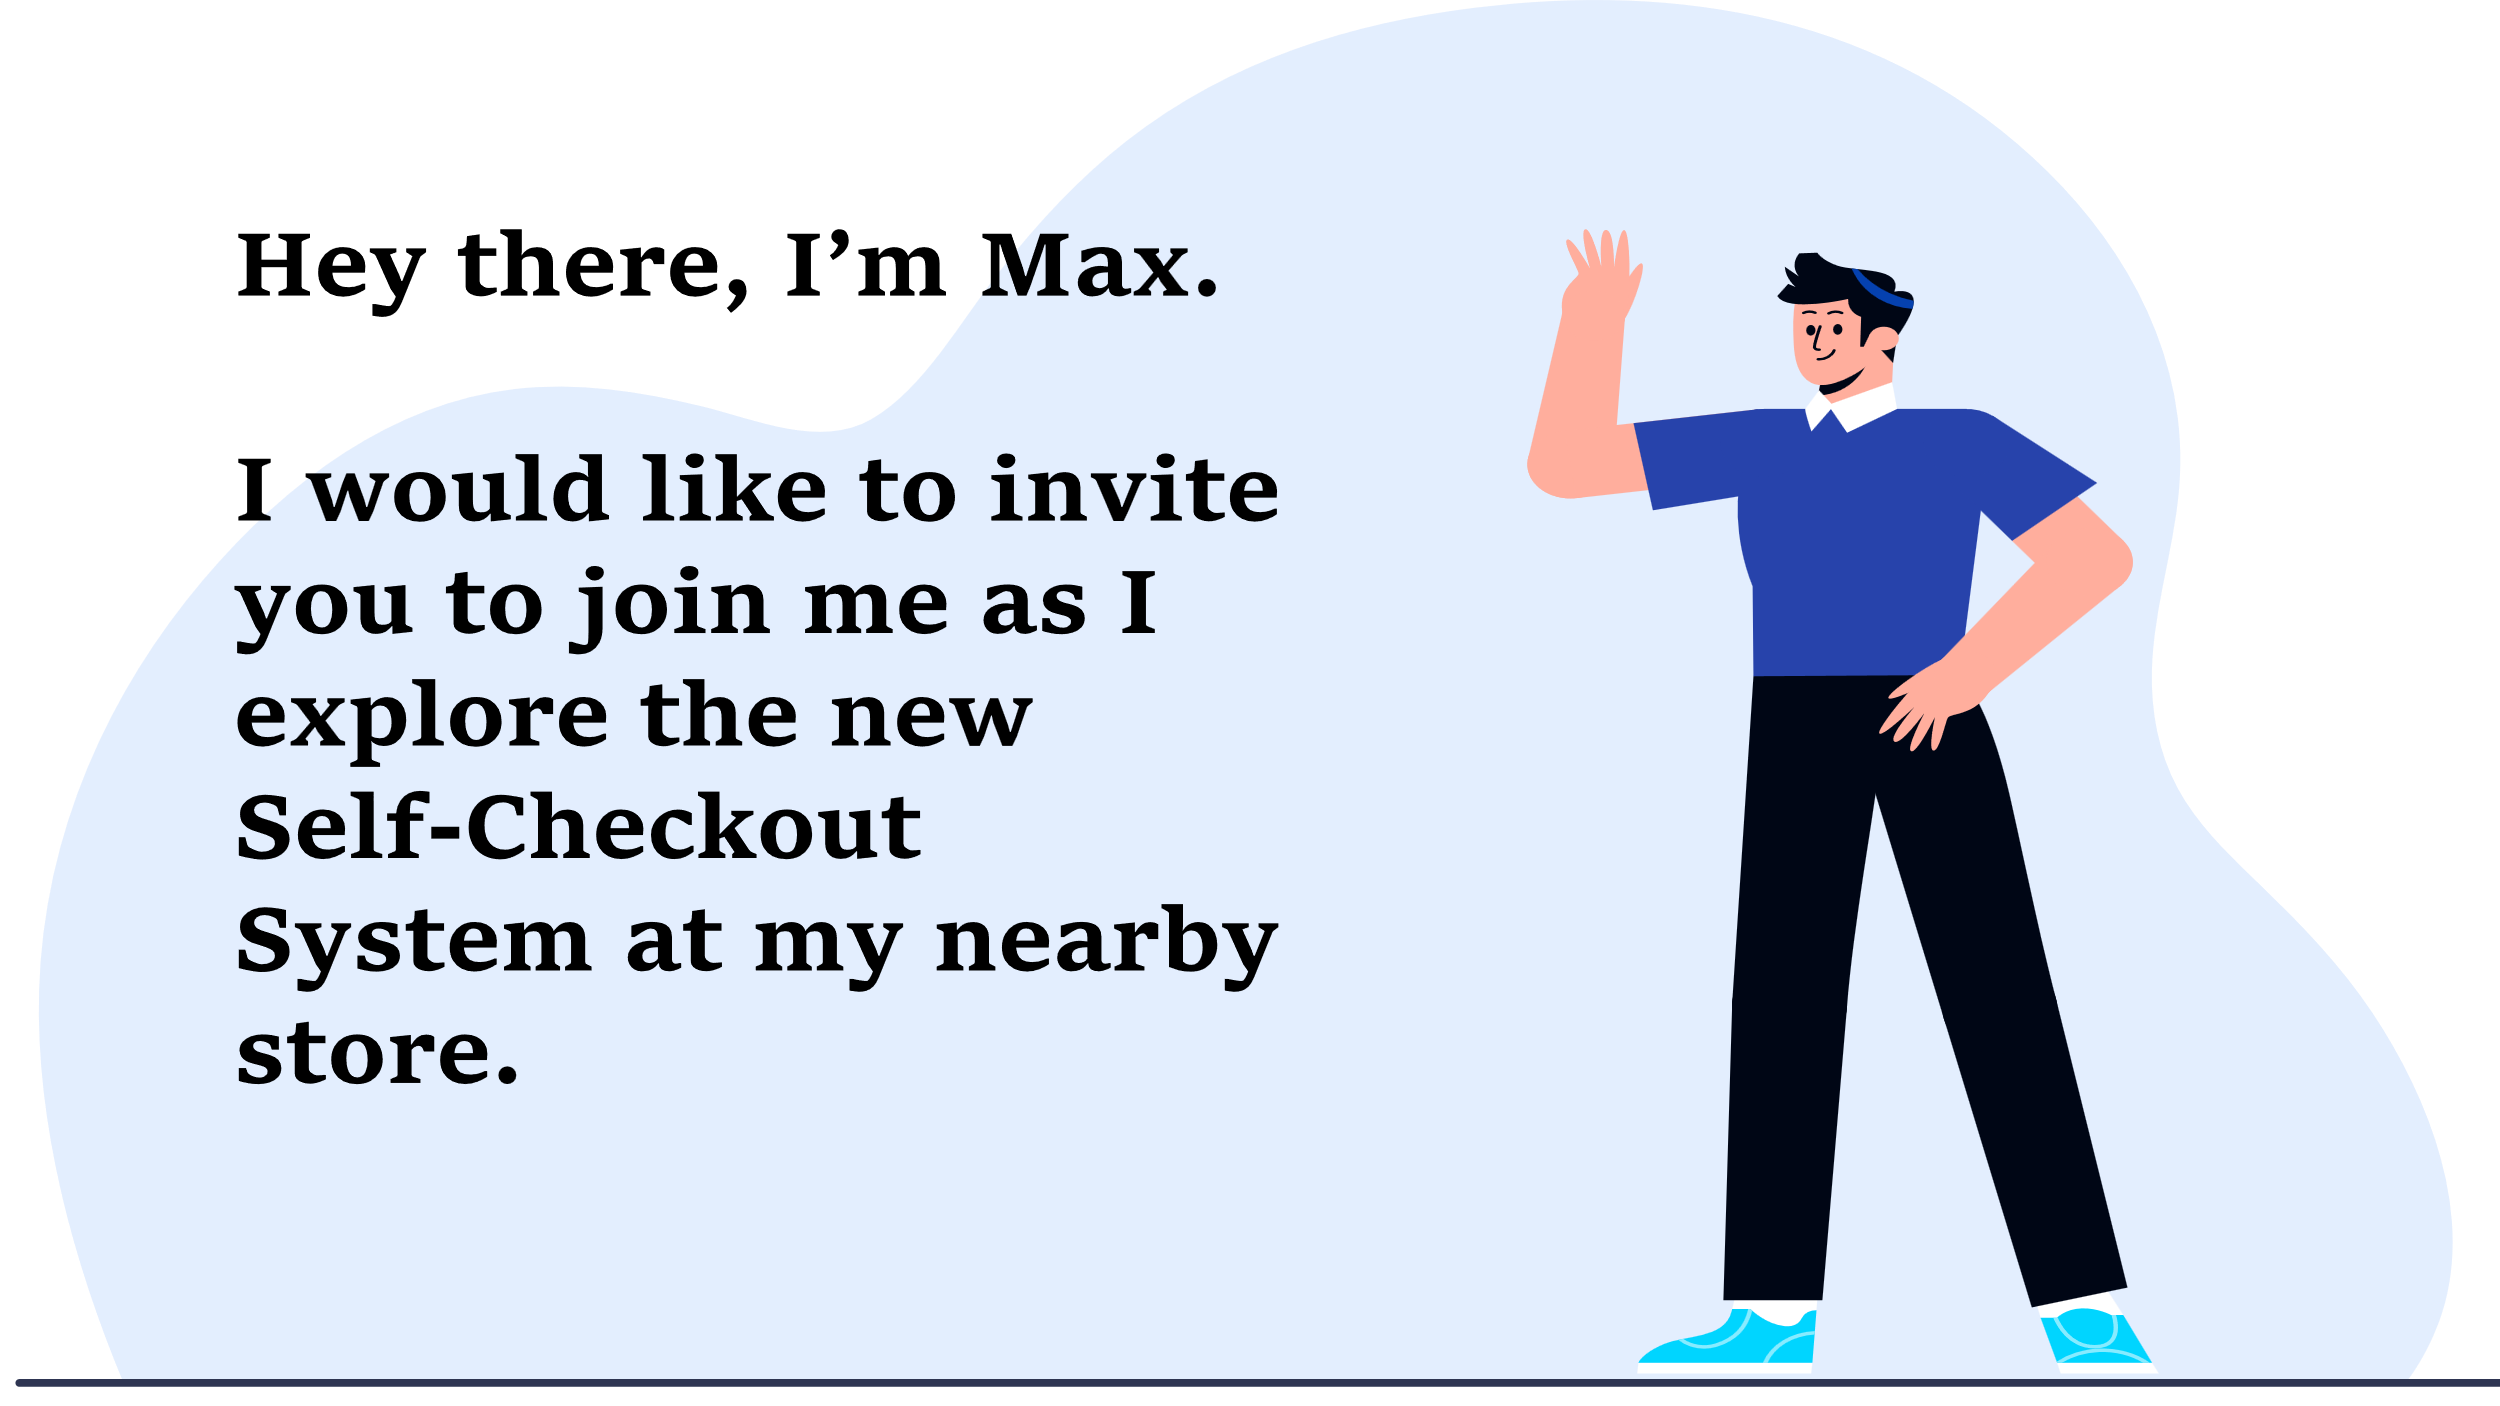 Hey there, I’m Max.
I would like to invite
you to join me as I
explore the new
Self-Checkout
System at my nearby
store.